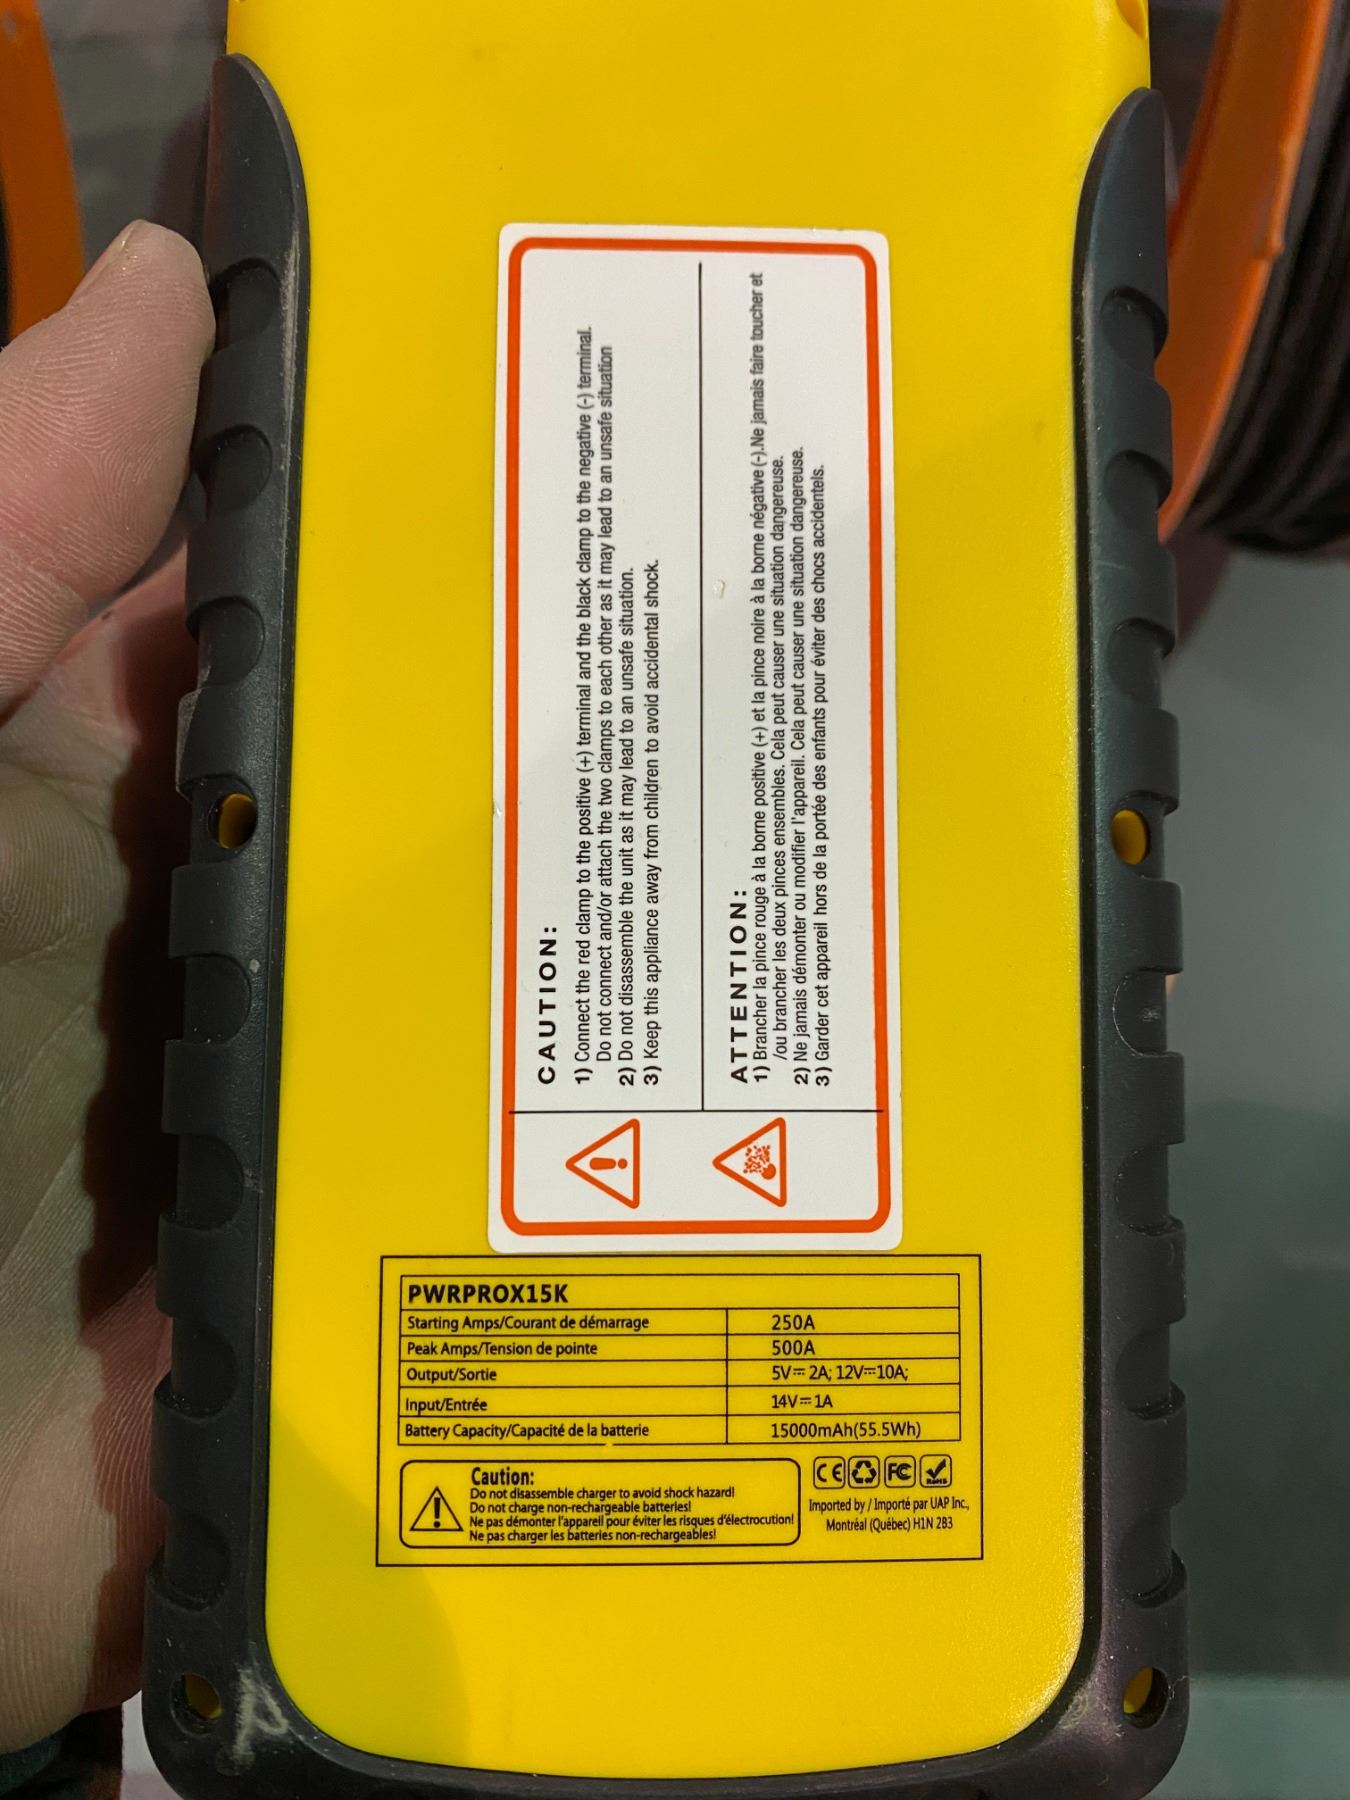 CAUTION:
1) Connect the red clamp to the positive (+) terminal and the black clamp to the negative (-) terminal.
Do not connect and/or attach the two clamps to each other as it may lead to an unsafe situation
2) Do not disassemble the unit as it may lead to an unsafe situation.
3) Keep this appliance away from children to avoid accidental shock.
ATTENTION:
1) Brancher la pince rouge à la borne positive (+) et la pince noire à la borne négative (-).Ne jamais faire toucher et
/ou brancher les deux pinces ensembles. Cela peut causer une situation dangereuse.
2) Ne jamais démonter ou modifier l'appareil. Cela peut causer une situation dangereuse.
3) Garder cet appareil hors de la portée des enfants pour éviter des chocs accidentels.
PWRPROX15K
Starting Amps/Courant de démarrage 250A
Peak Amps/Tension de pointe 500A
Output/Sortie 5V⎓2A; 12V⎓10A;
Input/Entrée 14V⎓1A
Battery Capacity/Capacité de la batterie 15000mAh(55.5Wh)
Caution:
Do not disassemble charger to avoid shock hazard!
Do not charge non-rechargeable batteries!
Ne pas démonter l'appareil pour éviter les risques d'électrocution!
Ne pas charger les batteries non-rechargeables!
CE FC RoHS
Imported by / Importé par UAP Inc.,
Montréal (Québec) H1N 2B3